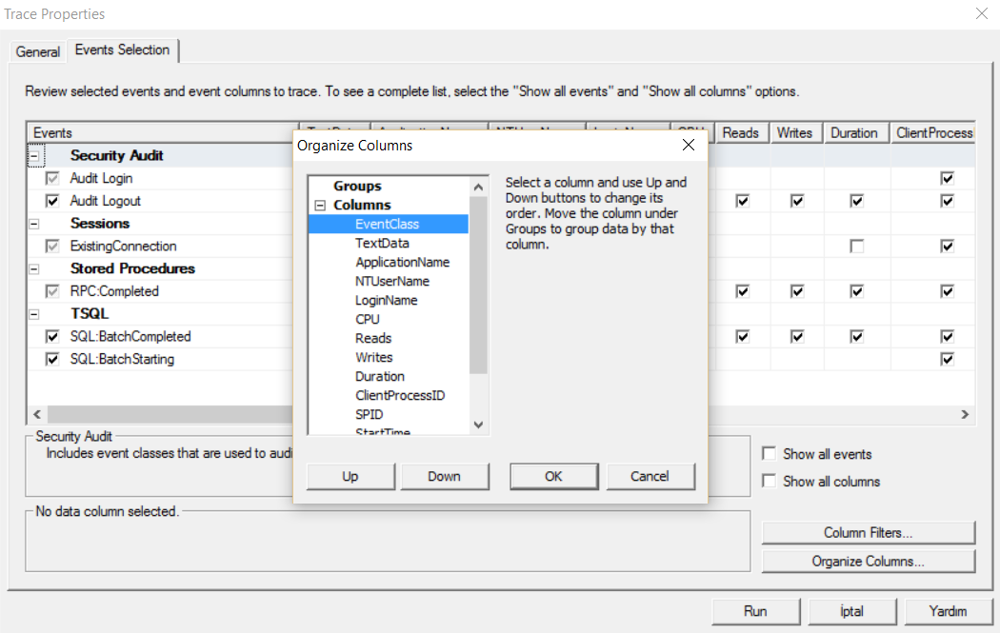 Trace Properties
General
Events Selection
Review selected events and event columns to trace. To see a complete list, select the "Show all events" and "Show all columns" options.
Events
Reads
Writes
Duration
ClientProcessI
Security Audit
Audit Login
Audit Logout
Sessions
ExistingConnection
Stored Procedures
RPC:Completed
TSQL
SQL:BatchCompleted
SQL:BatchStarting
Organize Columns
Groups
Columns
EventClass
TextData
ApplicationName
NTUserName
LoginName
CPU
Reads
Writes
Duration
ClientProcessID
SPID
StartTime
Select a column and use Up and
Down buttons to change its
order. Move the column under
Groups to group data by that
column.
Up
Down
OK
Cancel
Security Audit
Includes event classes that are used to audi
Show all events
Show all columns
No data column selected.
Column Filters...
Organize Columns...
Run
İptal
Yardım